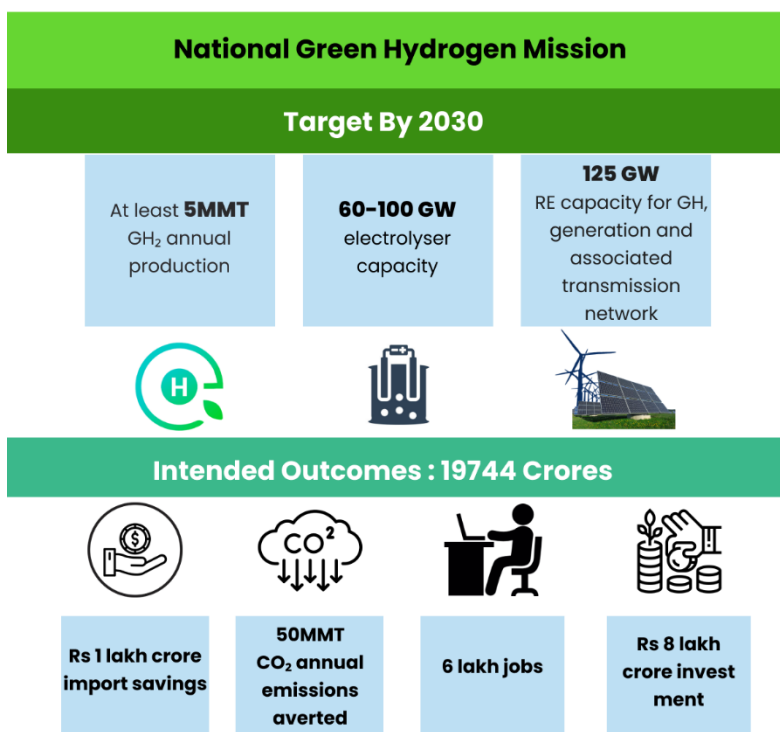 National Green Hydrogen Mission
Target By 2030
At least 5MMT
GH₂ annual
production
60-100 GW
electrolyser
capacity
125 GW
RE capacity for GH,
generation and
associated
transmission
network
H
Intended Outcomes : 19744 Crores
$
CO²
Rs 1 lakh crore
import savings
50MMT
CO₂ annual
emissions
averted
6 lakh jobs
Rs 8 lakh
crore invest
ment